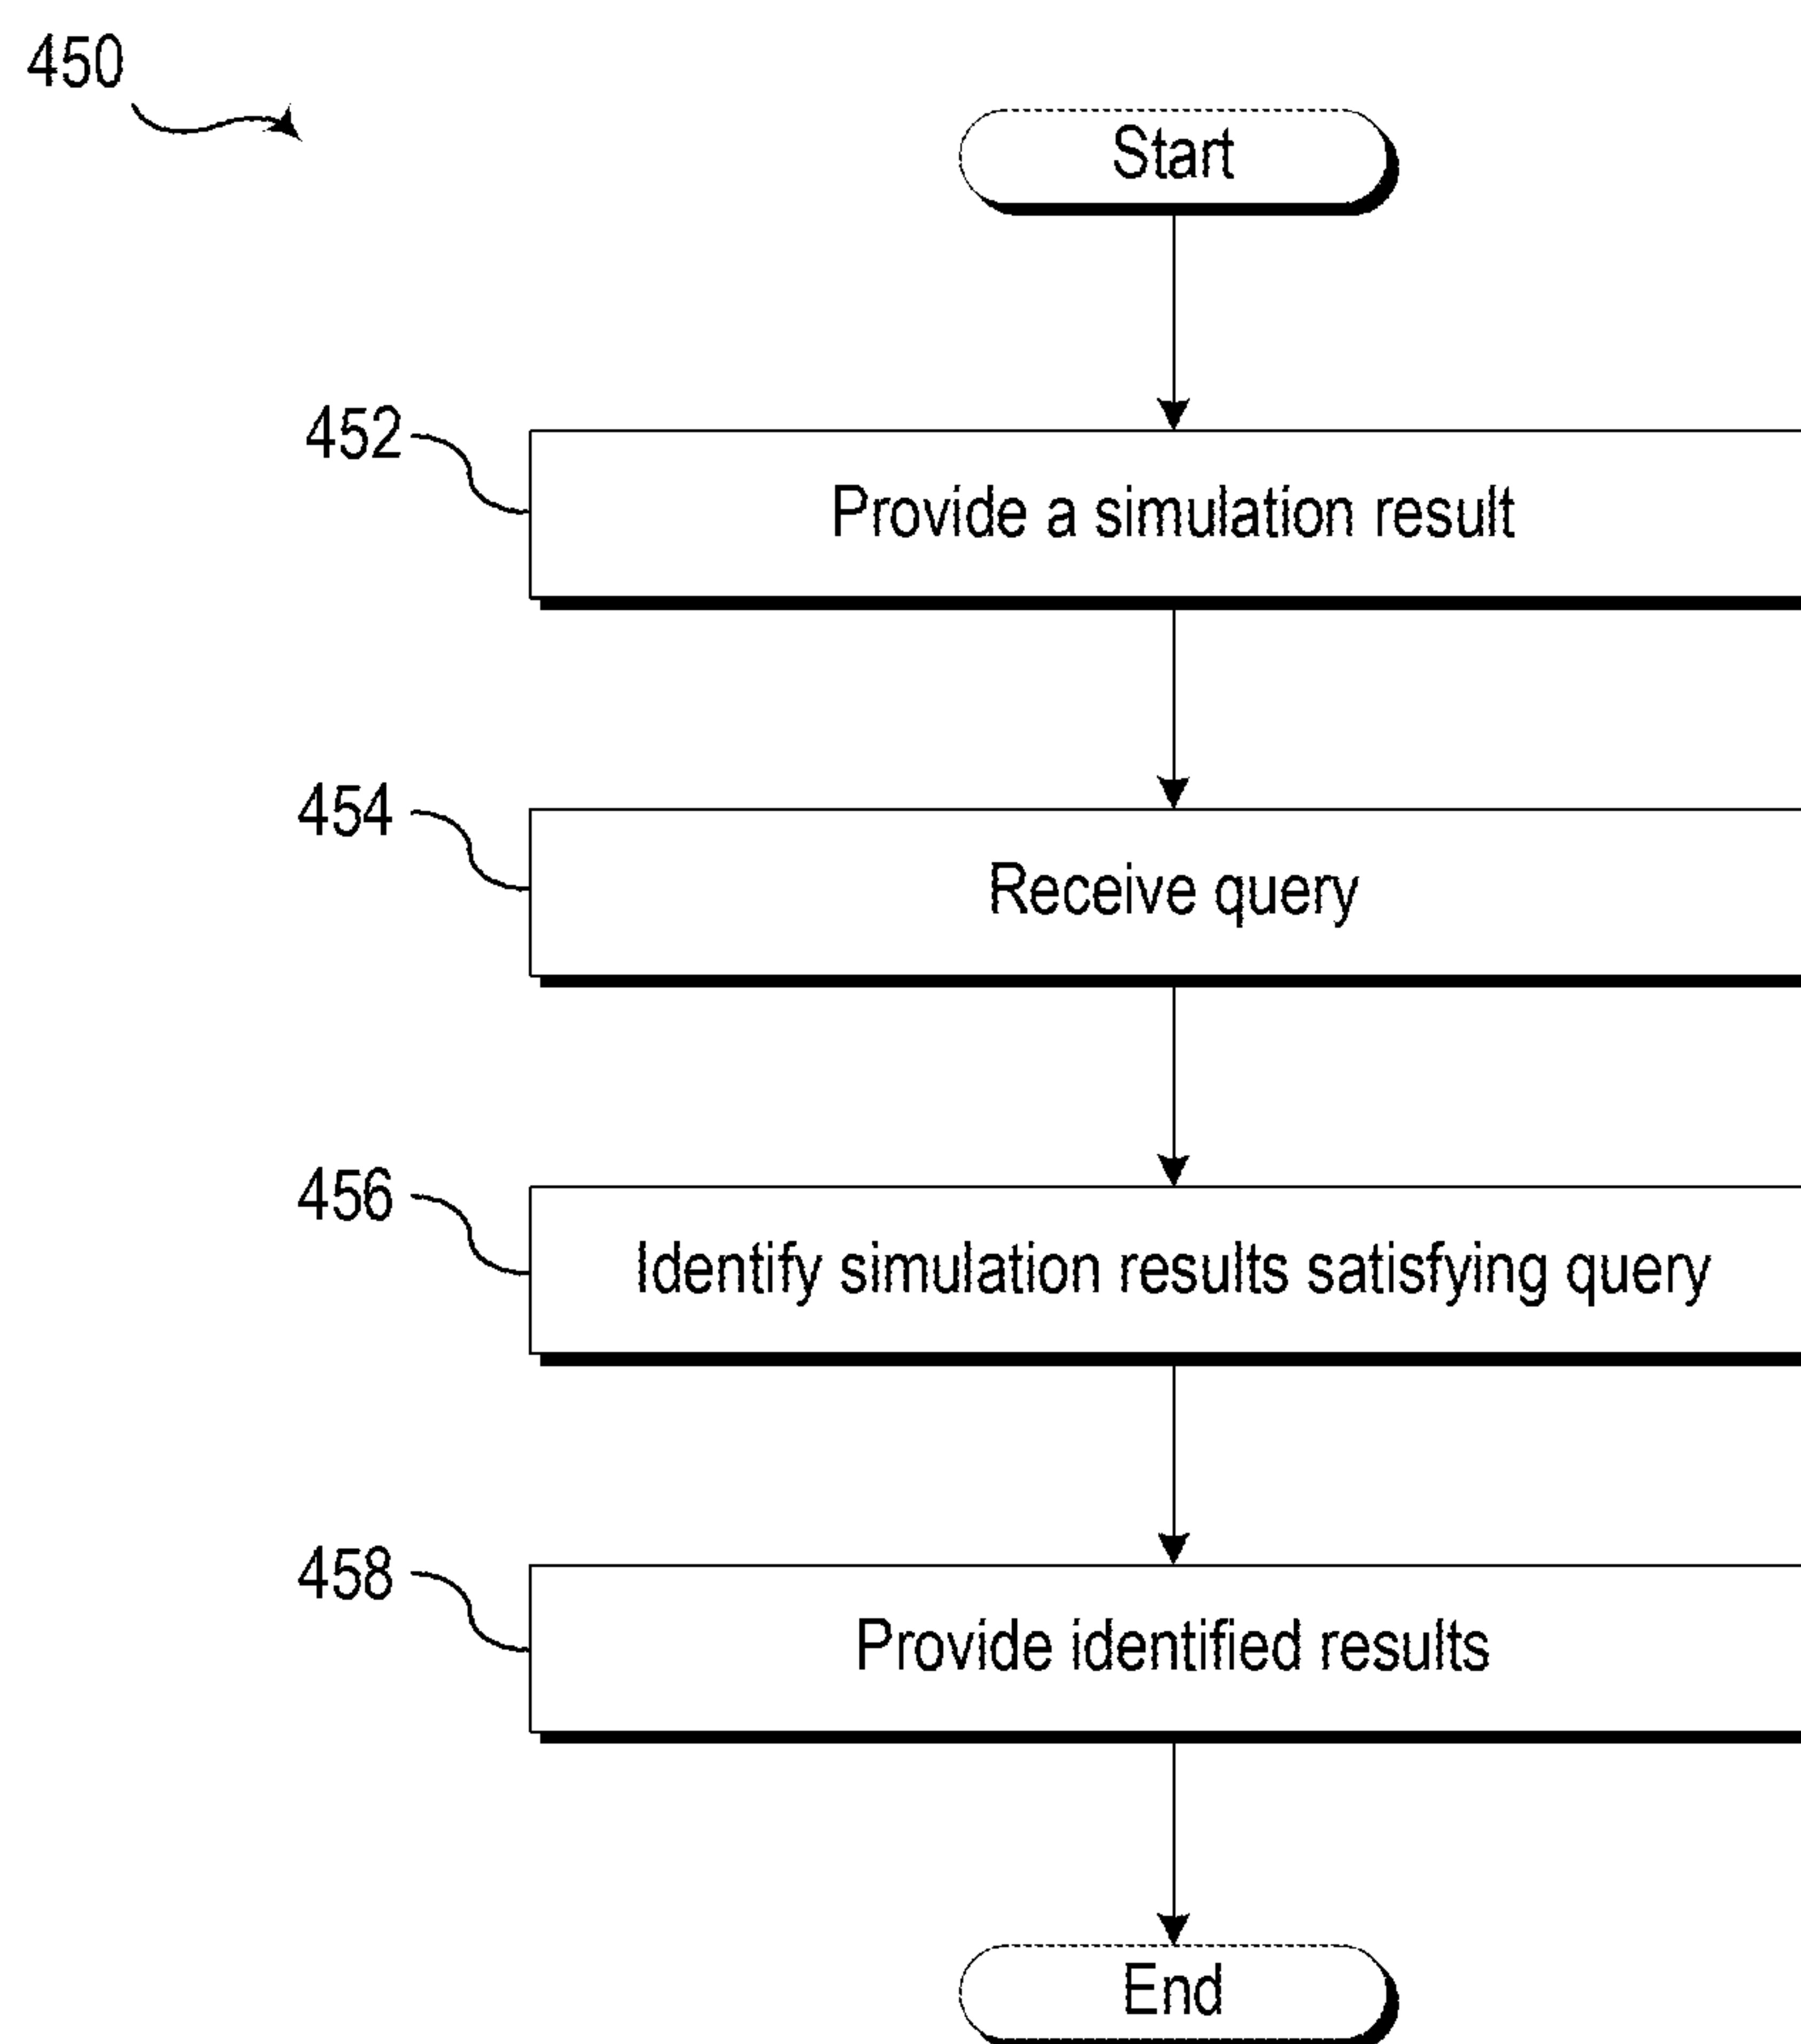 450
Start
452
Provide a simulation result
454
Receive query
456
Identify simulation results satisfying query
458
Provide identified results
End